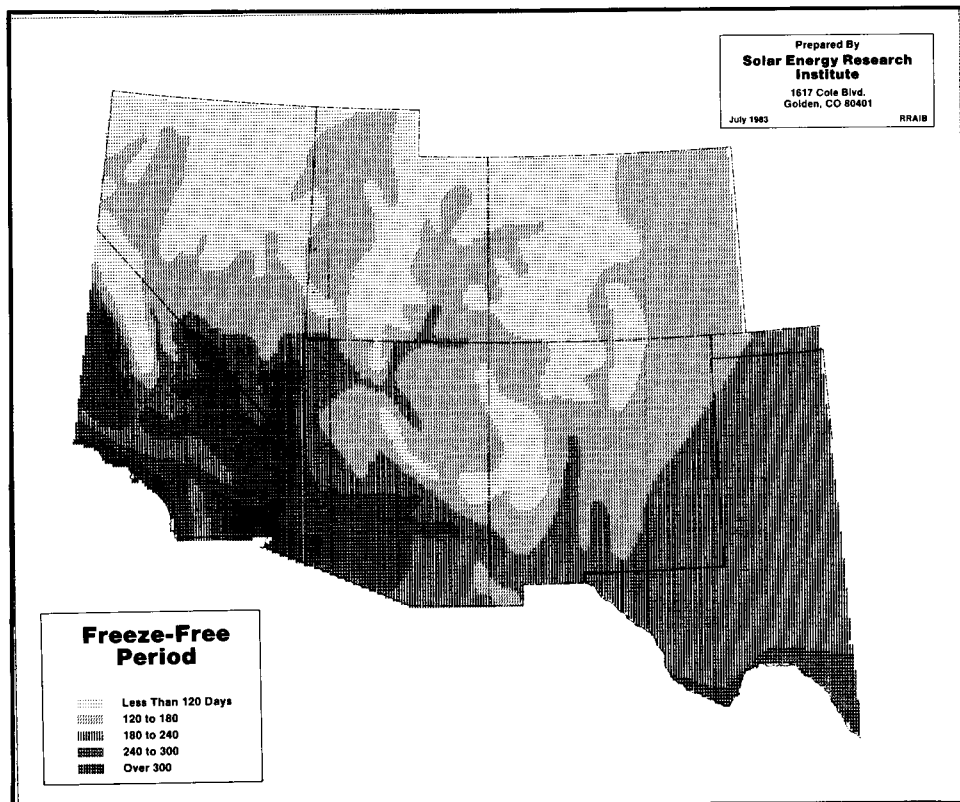 Prepared By
Solar Energy Research
Institute
1617 Cole Blvd.
Golden, CO 80401
July 1983 RRAIB
Freeze-Free
Period
Less Than 120 Days
120 to 180
180 to 240
240 to 300
Over 300